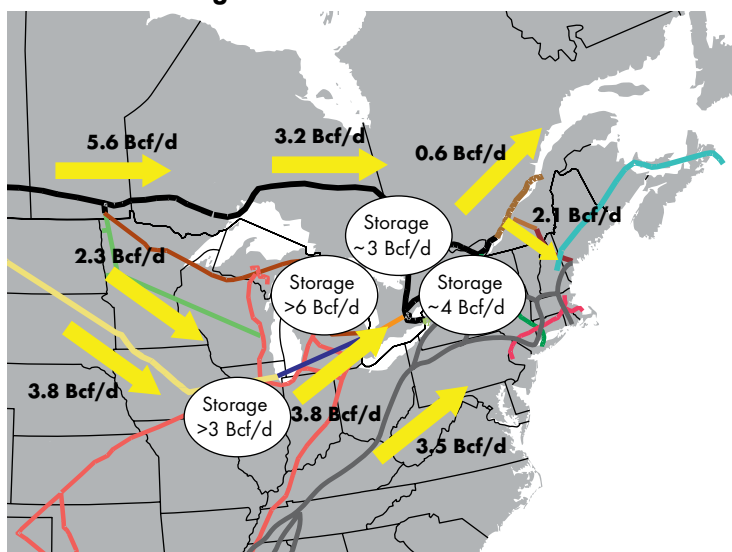 5.6 Bcf/d
3.2 Bcf/d
0.6 Bcf/d
2.1 Bcf/d
Storage
~3 Bcf/d
2.3 Bcf/d
Storage
>6 Bcf/d
Storage
~4 Bcf/d
3.8 Bcf/d
Storage
>3 Bcf/d
3.8 Bcf/d
3.5 Bcf/d